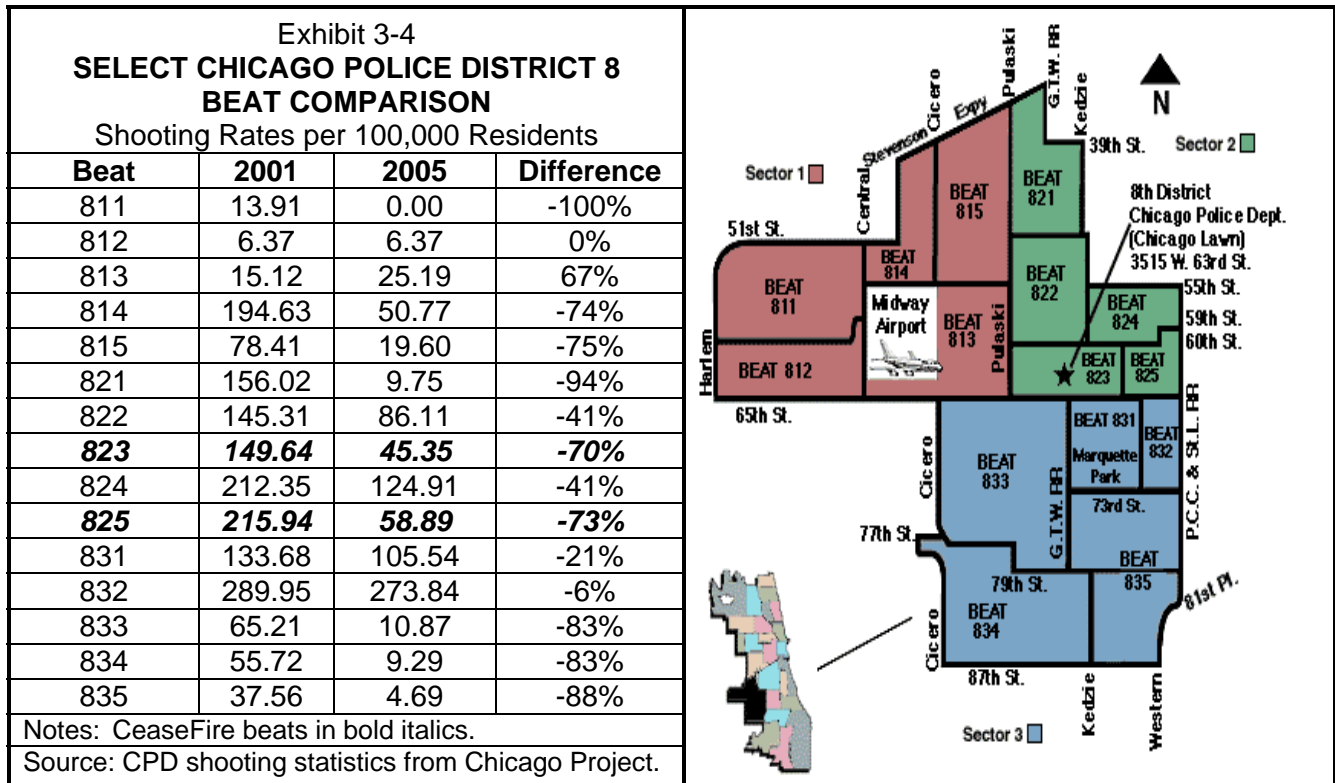 Exhibit 3-4
SELECT CHICAGO POLICE DISTRICT 8
BEAT COMPARISON
Shooting Rates per 100,000 Residents
Beat 2001 2005 Difference
811 13.91 0.00 -100%
812 6.37 6.37 0%
813 15.12 25.19 67%
814 194.63 50.77 -74%
815 78.41 19.60 -75%
821 156.02 9.75 -94%
822 145.31 86.11 -41%
823 149.64 45.35 -70%
824 212.35 124.91 -41%
825 215.94 58.89 -73%
831 133.68 105.54 -21%
832 289.95 273.84 -6%
833 65.21 10.87 -83%
834 55.72 9.29 -83%
835 37.56 4.69 -88%
Notes: CeaseFire beats in bold italics.
Source: CPD shooting statistics from Chicago Project.
Pulaski
G.T.W. RR
Cicero
Kedzie
N
Stevenson Expy
39th St.
Sector 2
Sector 1
Central
BEAT
815
BEAT
821
8th District
Chicago Police Dept.
(Chicago Lawn)
3515 W. 63rd St.
51st St.
BEAT
814
BEAT
822
BEAT
811
55th St.
BEAT
824
Midway
Airport
BEAT
813
Pulaski
59th St.
60th St.
Harlem
BEAT 812
BEAT
823
BEAT
825
65th St.
P.C.C. & St.L. RR
BEAT 831
Marquette
Park
BEAT
832
Cicero
BEAT
833
G.T.W. RR
73rd St.
77th St.
BEAT
835
79th St.
81st Pl.
BEAT
834
Cicero
87th St.
Kedzie
Western
Sector 3